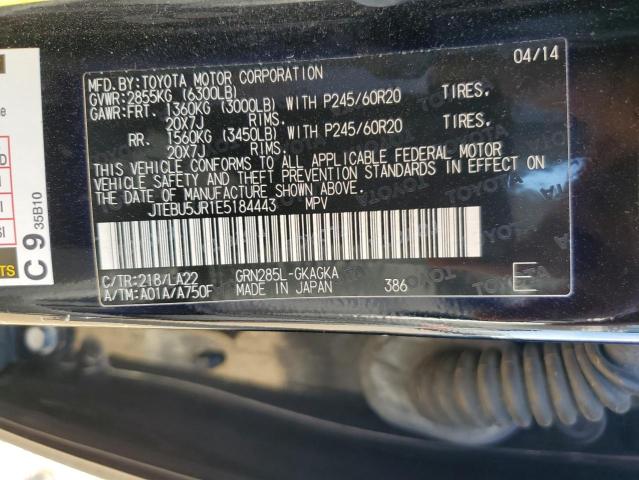 04/14
MFD.BY:TOYOTA MOTOR CORPORATION
GVWR:2855KG (6300LB)
GAWR:FRT. 1360KG (3000LB) WITH P245/60R20 TIRES.
20X7J RIMS.
RR. 1560KG (3450LB) WITH P245/60R20 TIRES.
20X7J RIMS.
THIS VEHICLE CONFORMS TO ALL APPLICABLE FEDERAL MOTOR
VEHICLE SAFETY AND THEFT PREVENTION STANDARDS IN EFFECT ON
THE DATE OF MANUFACTURE SHOWN ABOVE.
JTEBU5JR1E5184443 MPV
C/TR:218/LA22 GRN285L-GKAGKA
A/TM:A01A/A750F MADE IN JAPAN 386 E
C 9
35B10